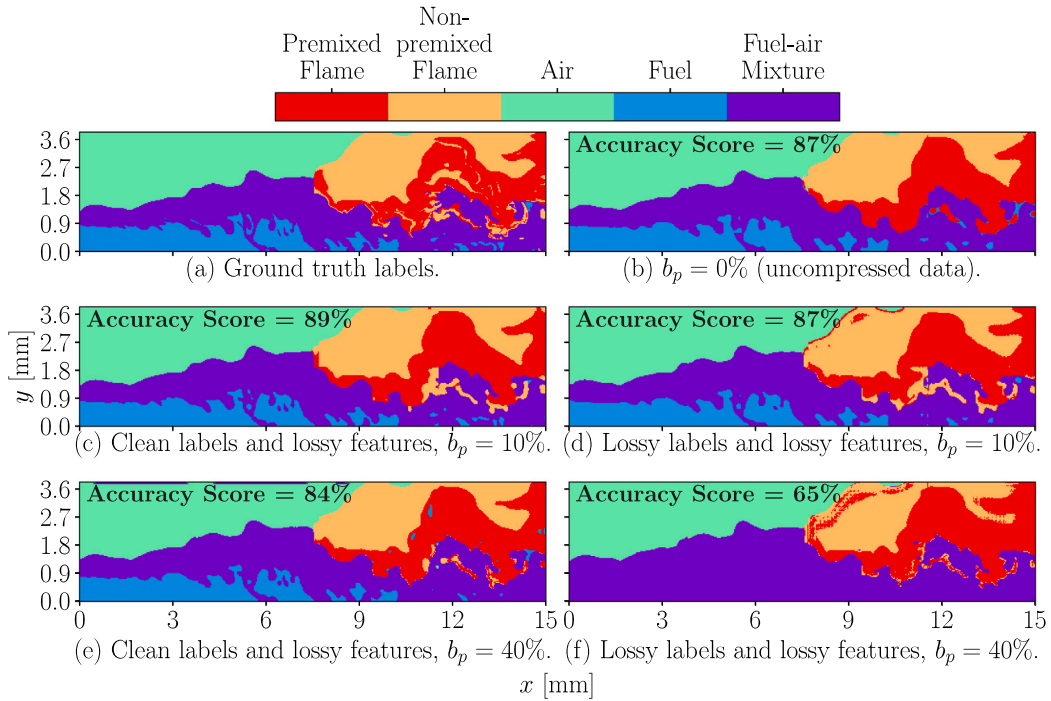 Premixed Flame
Non-premixed Flame
Air
Fuel
Fuel-air Mixture
3.6
2.7
1.8
0.9
0.0
Accuracy Score = 87%
(a) Ground truth labels.
(b) b_p = 0% (uncompressed data).
y [mm]
3.6
2.7
1.8
0.9
0.0
Accuracy Score = 89%
Accuracy Score = 87%
(c) Clean labels and lossy features, b_p = 10%.
(d) Lossy labels and lossy features, b_p = 10%.
3.6
2.7
1.8
0.9
0.0
Accuracy Score = 84%
Accuracy Score = 65%
0 3 6 9 12 15
0 3 6 9 12 15
(e) Clean labels and lossy features, b_p = 40%.
(f) Lossy labels and lossy features, b_p = 40%.
x [mm]